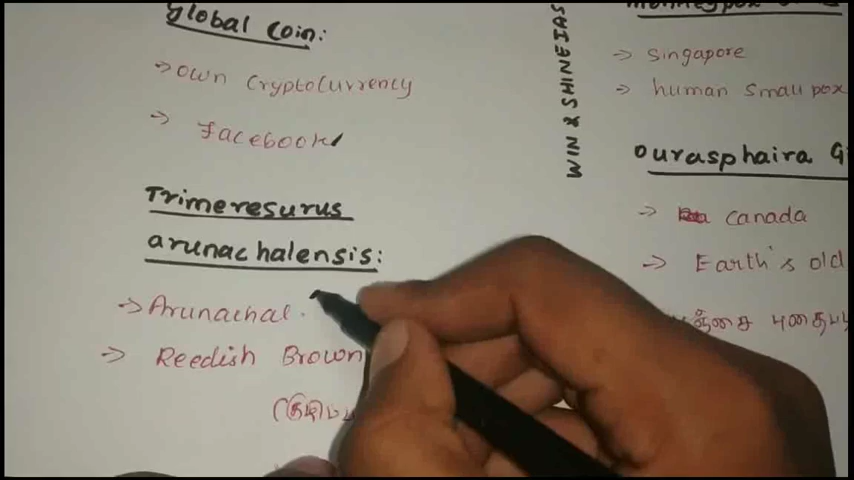 Global Coin:
→ Own Cryptocurrency
→ Facebook
Trimeresurus
arunachalensis:
→ Arunachal.
→ Reedish Brown
WIN & SHINE IAS
→ Singapore
→ human small pox
Ourasphaira
→ Canada
→ Earth's old